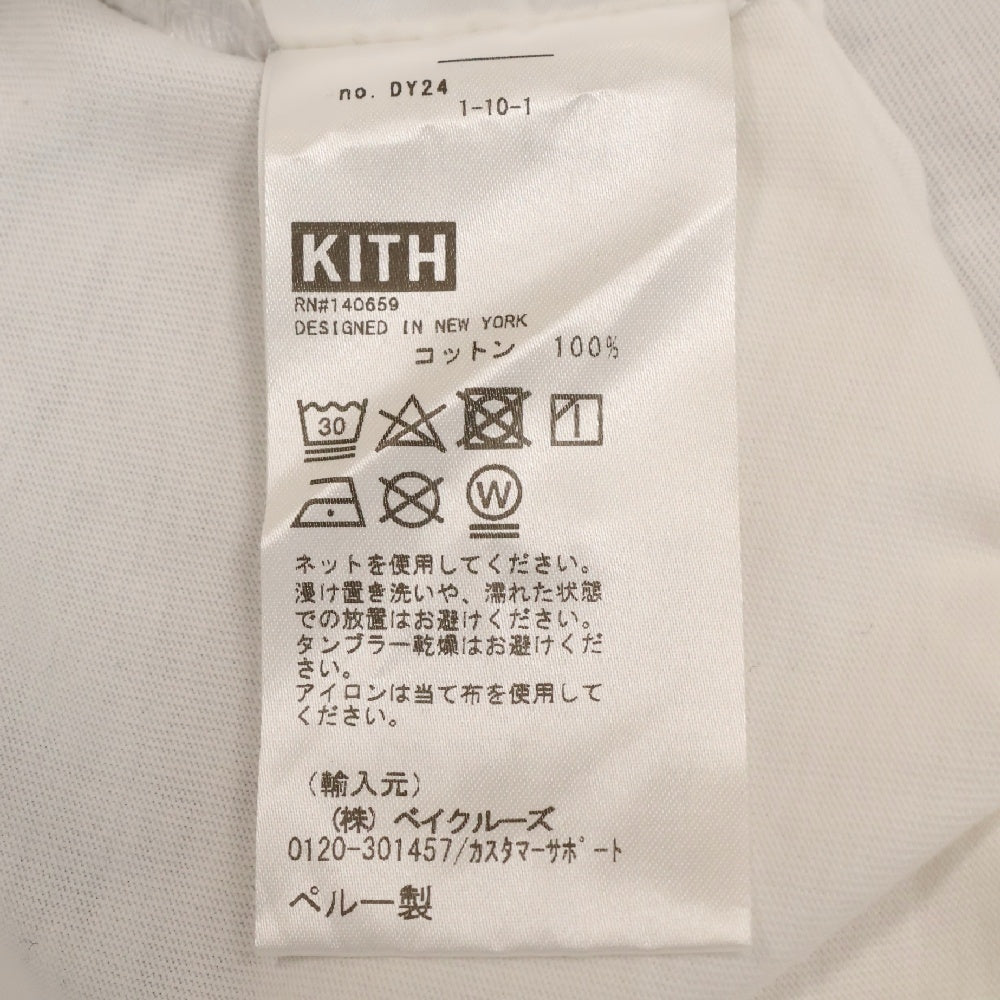 no. DY24
1-10-1
KITH
RN#140659
DESIGNED IN NEW YORK
コットン 100%
30
W
ネットを使用してください。
浸け置き洗いや、濡れた状態
での放置はお避けください。
タンブラー乾燥はお避けくだ
さい。
アイロンは当て布を使用して
ください。
(輸入元)
(株) ベイクルーズ
0120-301457/カスタマーサポート
ペルー製